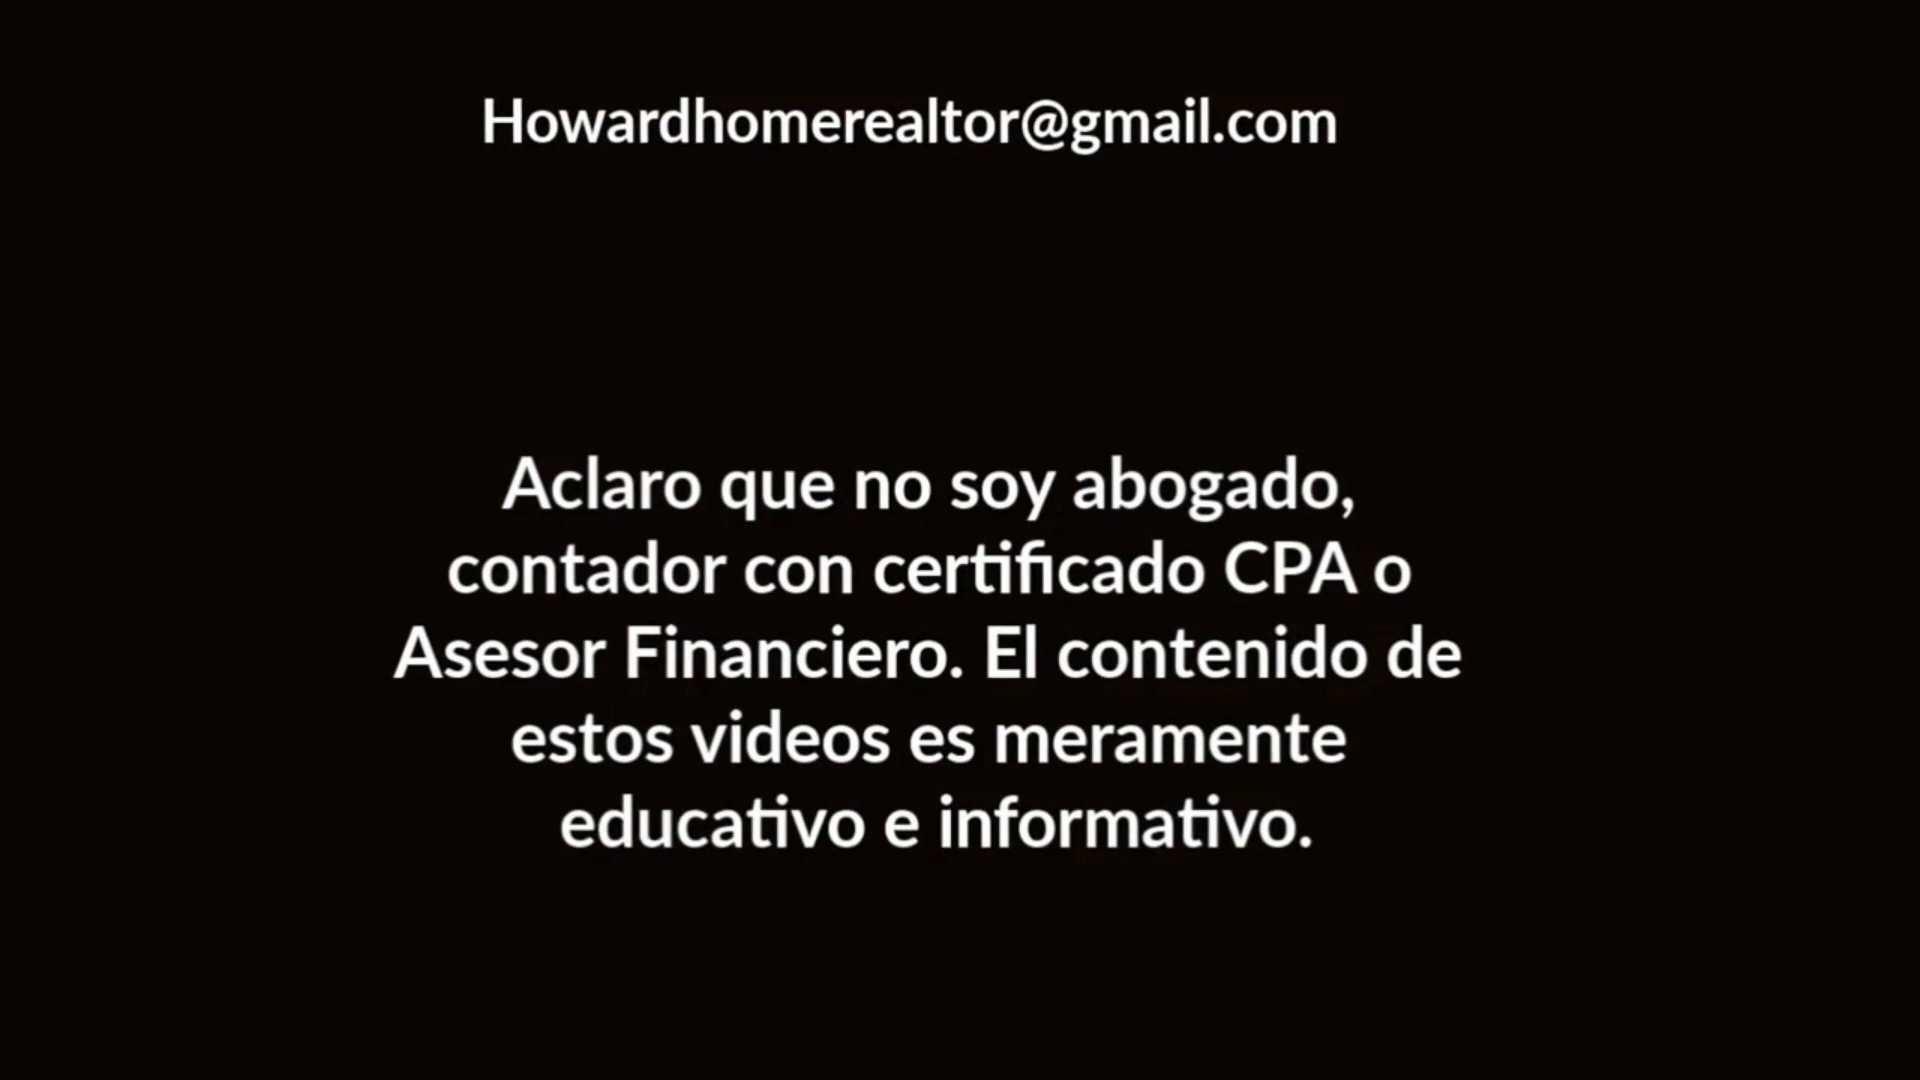 Howardhomerealtor@gmail.com
Aclaro que no soy abogado,
contador con certificado CPA o
Asesor Financiero. El contenido de
estos videos es meramente
educativo e informativo.